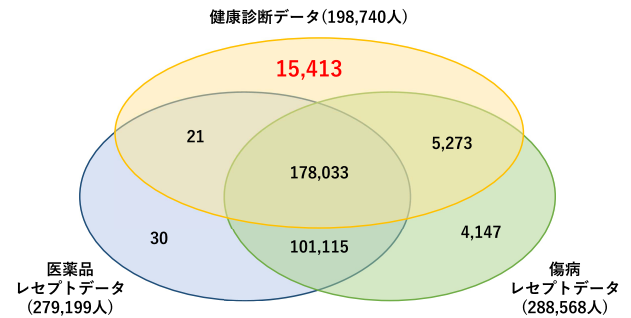 健康診断データ(198,740人)
15,413
21
5,273
178,033
30
4,147
101,115
医薬品
レセプトデータ
(279,199人)
傷病
レセプトデータ
(288,568人)